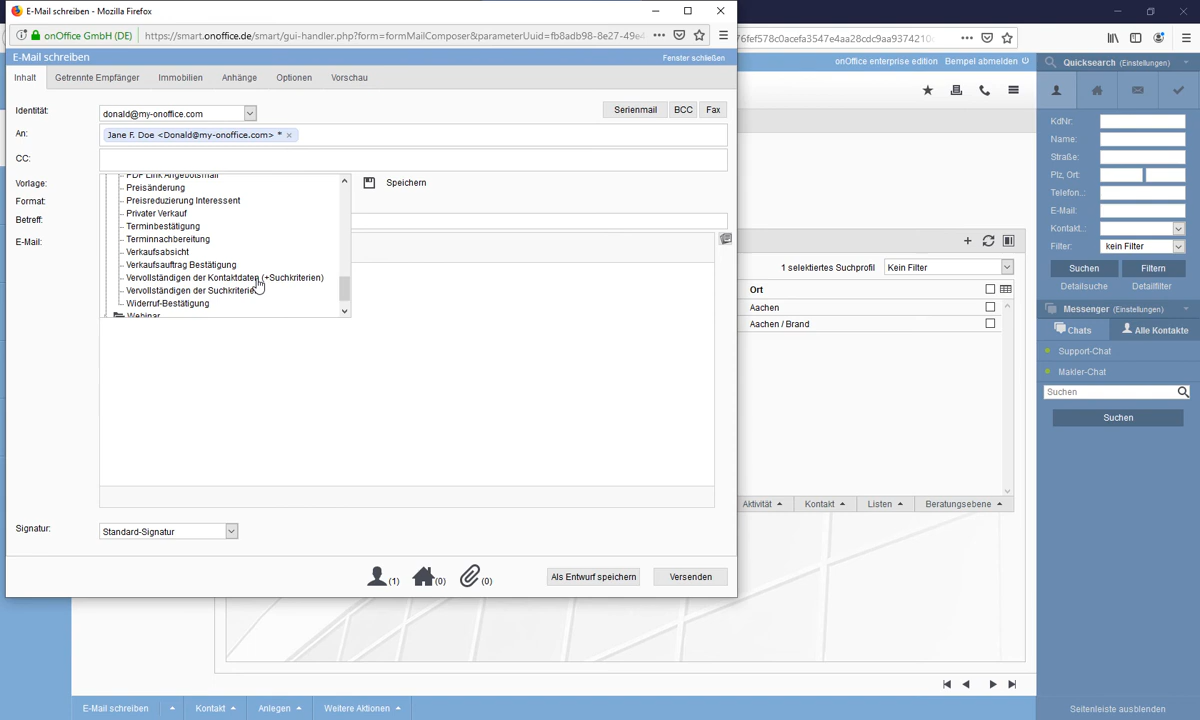 E-Mail schreiben - Mozilla Firefox
onOffice GmbH (DE)
https://smart.onoffice.de/smart/gui-handler.php?form=formMailComposer&parameterUuid=fb8adb98-8e27-49e4
E-Mail schreiben
Fenster schließen
Inhalt
Getrennte Empfänger
Immobilien
Anhänge
Optionen
Vorschau
Identität:
donald@my-onoffice.com
Serienmail
BCC
Fax
An:
Jane F. Doe <Donald@my-onoffice.com> * ×
CC:
Vorlage:
Speichern
Format:
Betreff:
E-Mail:
PDF Link Angebotsmail
Preisänderung
Preisreduzierung Interessent
Privater Verkauf
Terminbestätigung
Terminnachbereitung
Verkaufsabsicht
Verkaufsauftrag Bestätigung
Vervollständigen der Kontaktdaten (+Suchkriterien)
Vervollständigen der Suchkriterie
Widerruf-Bestätigung
Webinar
Signatur:
Standard-Signatur
(1)
(0)
(0)
Als Entwurf speichern
Versenden
76fef578c0acefa3547e4aa28cdc9aa9374210
onOffice enterprise edition
Bempel abmelden
1 selektiertes Suchprofil
Kein Filter
Ort
Aachen
Aachen / Brand
Aktivität
Kontakt
Listen
Beratungsebene
Quicksearch (Einstellungen)
KdNr:
Name:
Straße:
Plz, Ort:
Telefon..:
E-Mail:
Kontakt..:
Filter:
kein Filter
Suchen
Filtern
Detailsuche
Detailfilter
Messenger (Einstellungen)
Chats
Alle Kontakte
Support-Chat
Makler-Chat
Suchen
Suchen
E-Mail schreiben
Kontakt
Anlegen
Weitere Aktionen
Seitenleiste ausblenden